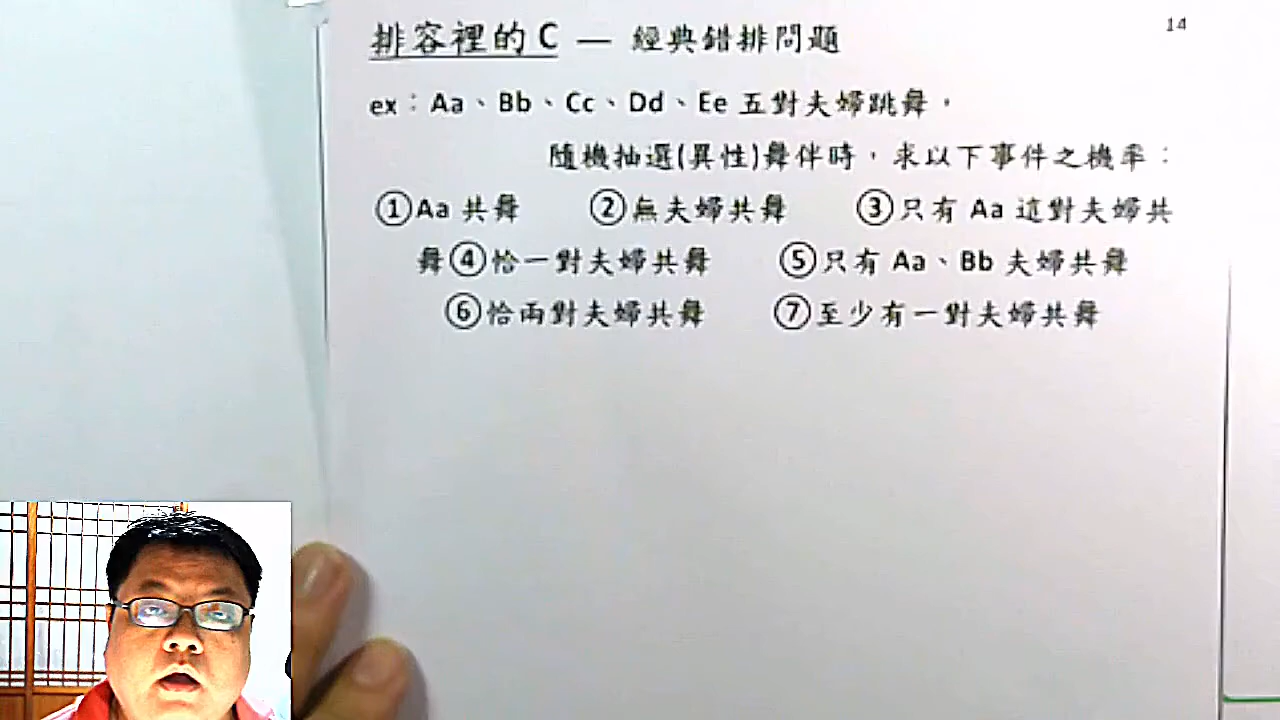 排容裡的 C — 經典錯排問題
14
ex：Aa、Bb、Cc、Dd、Ee 五對夫婦跳舞，
隨機抽選(異性)舞伴時，求以下事件之機率：
①Aa 共舞 ②無夫婦共舞 ③只有 Aa 這對夫婦共
舞④恰一對夫婦共舞 ⑤只有 Aa、Bb 夫婦共舞
⑥恰兩對夫婦共舞 ⑦至少有一對夫婦共舞